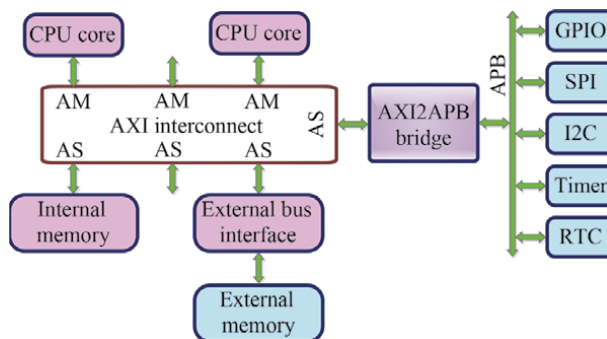 CPU core
CPU core
GPIO
AM
AM
AM
AXI interconnect
AS
AS
AS
AS
AXI2APB
bridge
APB
SPI
I2C
Timer
RTC
Internal
memory
External bus
interface
External
memory